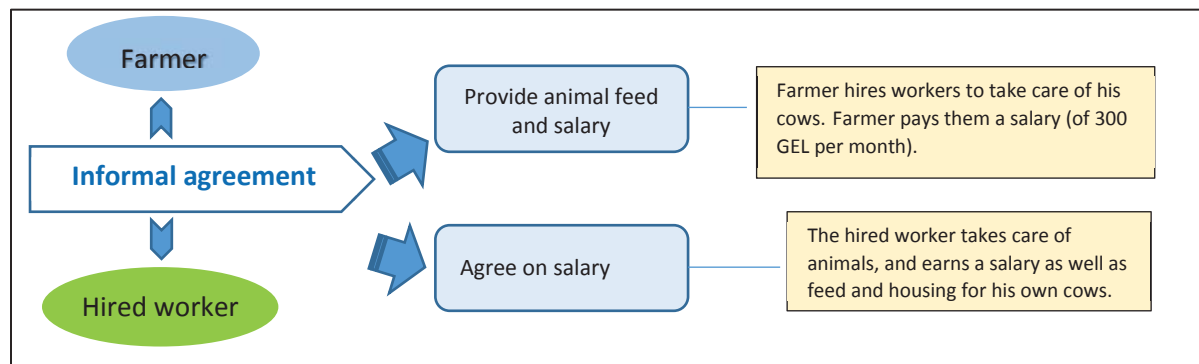 Farmer
Informal agreement
Hired worker
Provide animal feed
and salary
Agree on salary
Farmer hires workers to take care of his
cows. Farmer pays them a salary (of 300
GEL per month).
The hired worker takes care of
animals, and earns a salary as well as
feed and housing for his own cows.